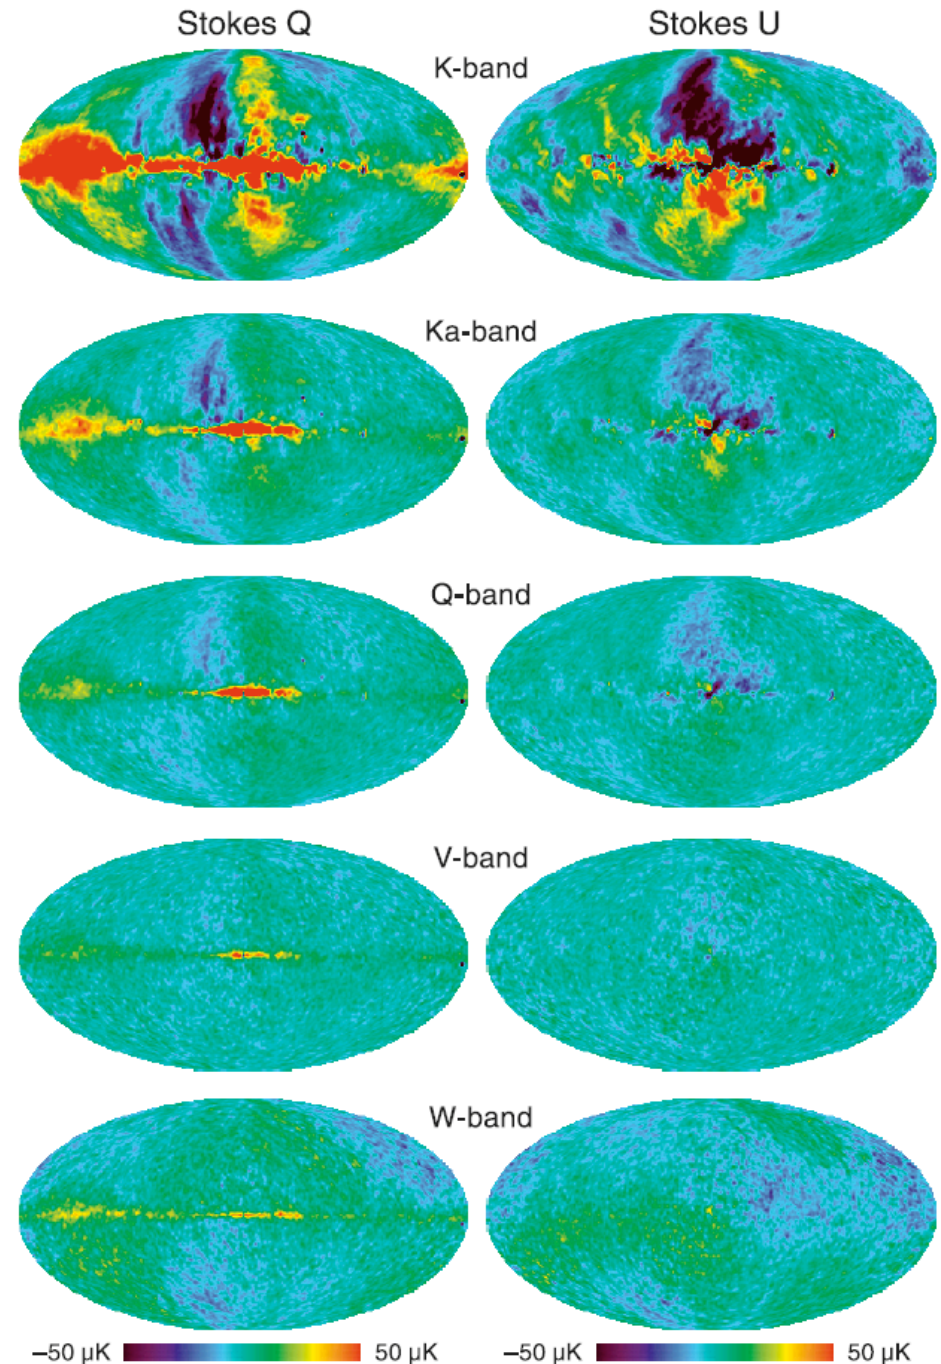 Stokes Q Stokes U
K-band
Ka-band
Q-band
V-band
W-band
–50 μK 50 μK –50 μK 50 μK